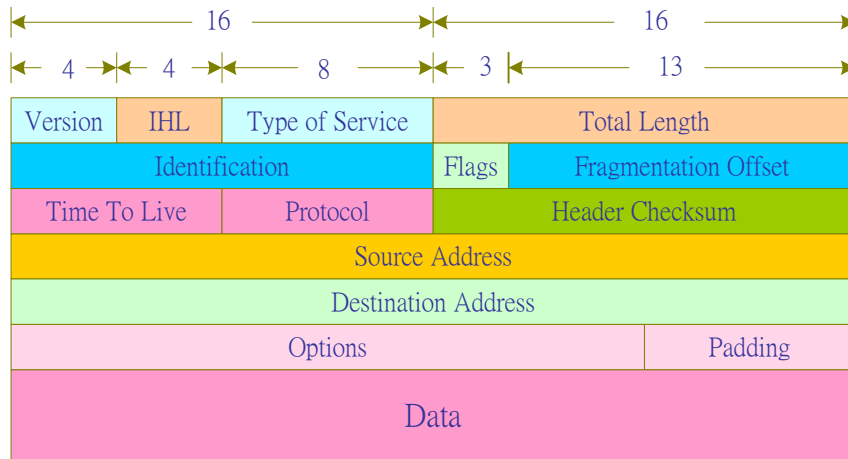 16 16
4 4 8 3 13
Version IHL Type of Service Total Length
Identification Flags Fragmentation Offset
Time To Live Protocol Header Checksum
Source Address
Destination Address
Options Padding
Data